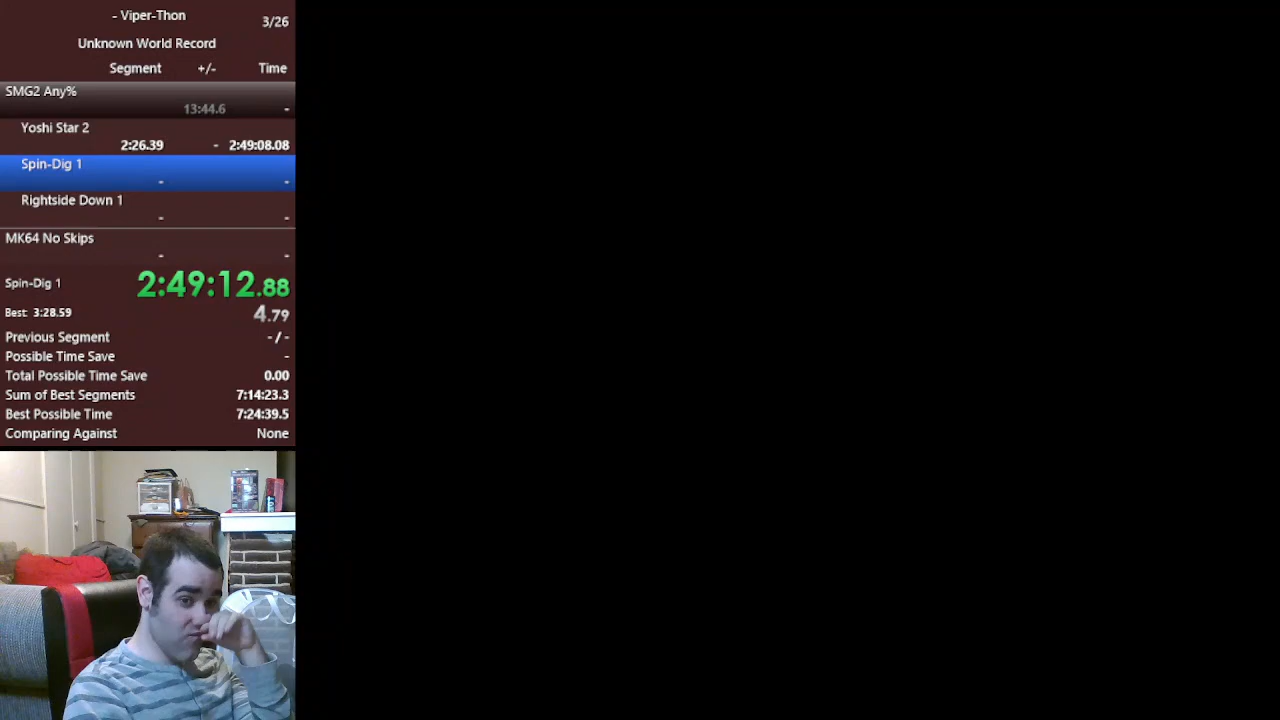 - Viper-Thon
3/26
Unknown World Record
Segment +/- Time
SMG2 Any%
13:44.6 -
Yoshi Star 2
2:26.39 - 2:49:08.08
Spin-Dig 1
- -
Rightside Down 1
- -
MK64 No Skips
- -
Spin-Dig 1 2:49:12.88
Best: 3:28.59 4.79
Previous Segment - / -
Possible Time Save -
Total Possible Time Save 0.00
Sum of Best Segments 7:14:23.3
Best Possible Time 7:24:39.5
Comparing Against None